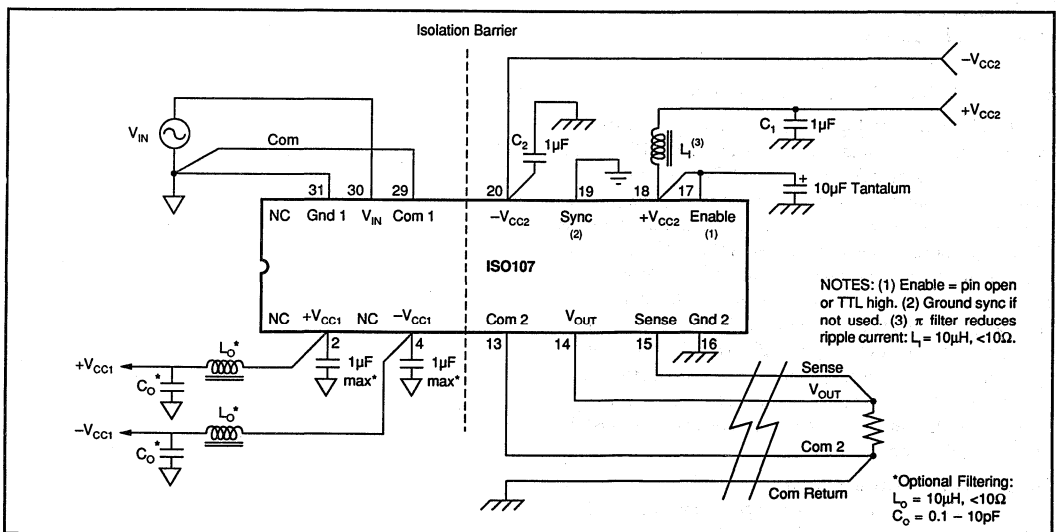 Isolation Barrier
−VCC2
+VCC2
VIN
Com
C2
1µF
LI(3)
C1
1µF
10µF Tantalum
+
31 30 29 20 19 18 17
NC Gnd 1 VIN Com 1 −VCC2 Sync (2) +VCC2 Enable (1)
ISO107
NC +VCC1 NC −VCC1 Com 2 VOUT Sense Gnd 2
2 4 13 14 15 16
NOTES: (1) Enable = pin open
or TTL high. (2) Ground sync if
not used. (3) π filter reduces
ripple current: LI = 10µH, <10Ω.
+VCC1
LO*
CO*
1µF
max*
1µF
max*
−VCC1
LO*
CO*
Sense
VOUT
Com 2
Com Return
*Optional Filtering:
LO = 10µH, <10Ω
CO = 0.1 – 10pF